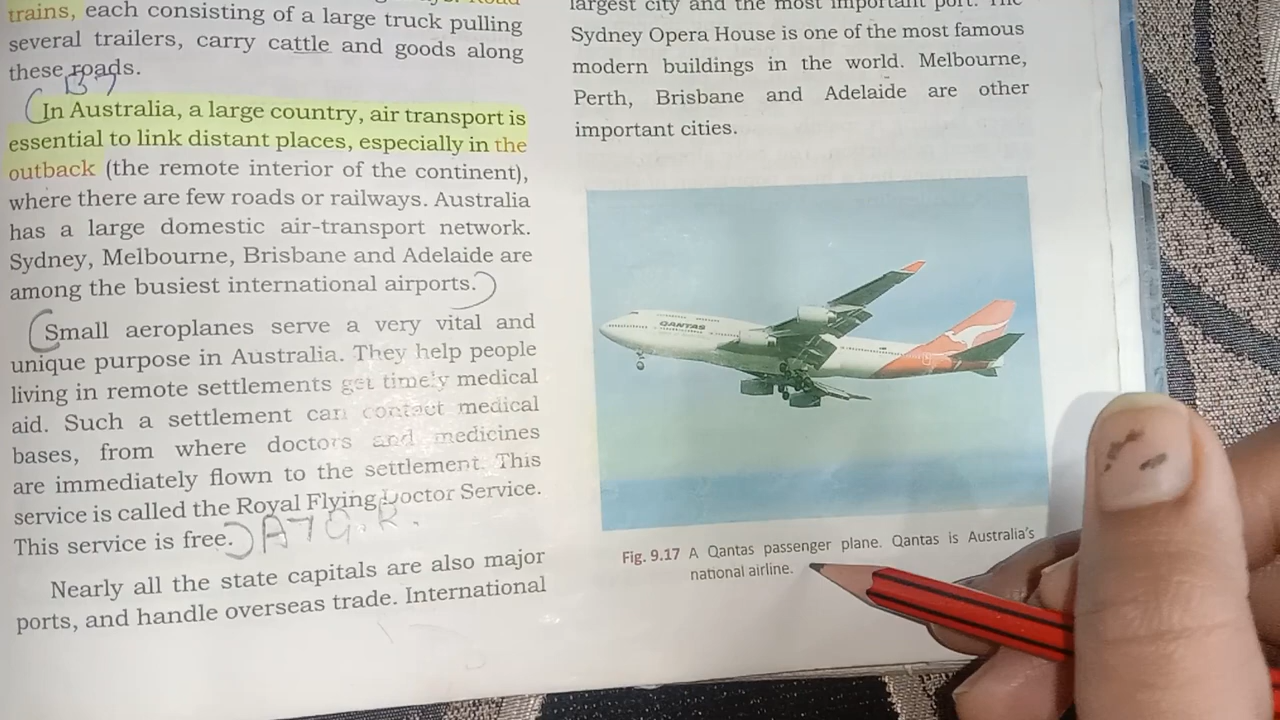 trains, each consisting of a large truck pulling
several trailers, carry cattle and goods along
these roads.
B7
In Australia, a large country, air transport is
essential to link distant places, especially in the
outback (the remote interior of the continent),
where there are few roads or railways. Australia
has a large domestic air-transport network.
Sydney, Melbourne, Brisbane and Adelaide are
among the busiest international airports.
Small aeroplanes serve a very vital and
unique purpose in Australia. They help people
living in remote settlements get timely medical
aid. Such a settlement can contact medical
bases, from where doctors and medicines
are immediately flown to the settlement. This
service is called the Royal Flying Doctor Service.
This service is free.
A7 G.R.
Nearly all the state capitals are also major
ports, and handle overseas trade. International
largest city and the most important port. The
Sydney Opera House is one of the most famous
modern buildings in the world. Melbourne,
Perth, Brisbane and Adelaide are other
important cities.
QANTAS
Fig. 9.17 A Qantas passenger plane. Qantas is Australia's
national airline.